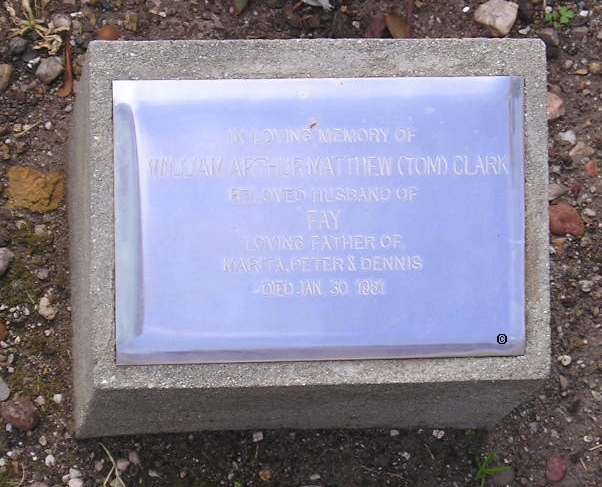 IN LOVING MEMORY OF
WILLIAM ARTHUR MATTHEW (TOM) CLARK
BELOVED HUSBAND OF
FAY
LOVING FATHER OF
MARITA, PETER & DENNIS
DIED JAN. 30. 1981
©